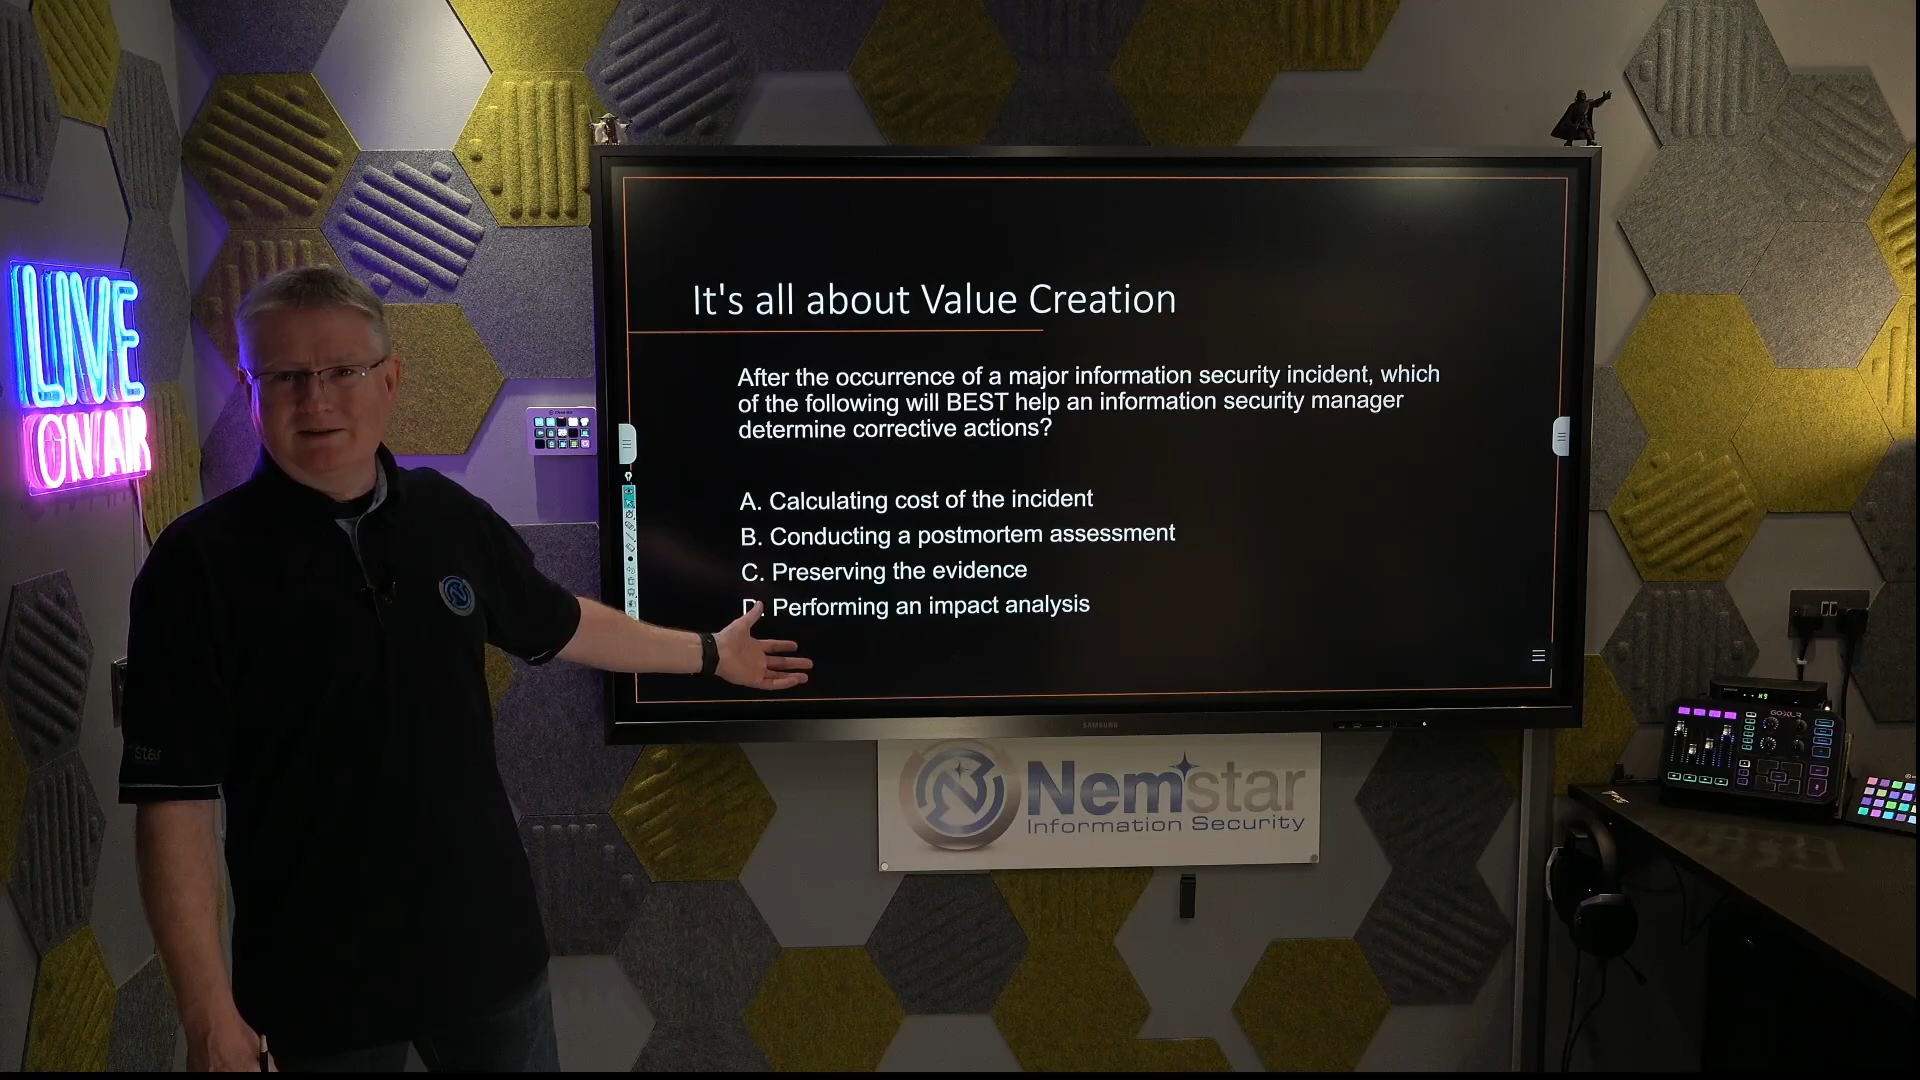 LIVE
ON AIR
It's all about Value Creation
After the occurrence of a major information security incident, which
of the following will BEST help an information security manager
determine corrective actions?
A. Calculating cost of the incident
B. Conducting a postmortem assessment
C. Preserving the evidence
D. Performing an impact analysis
SAMSUNG
Nemstar
Information Security
star
GOXLR